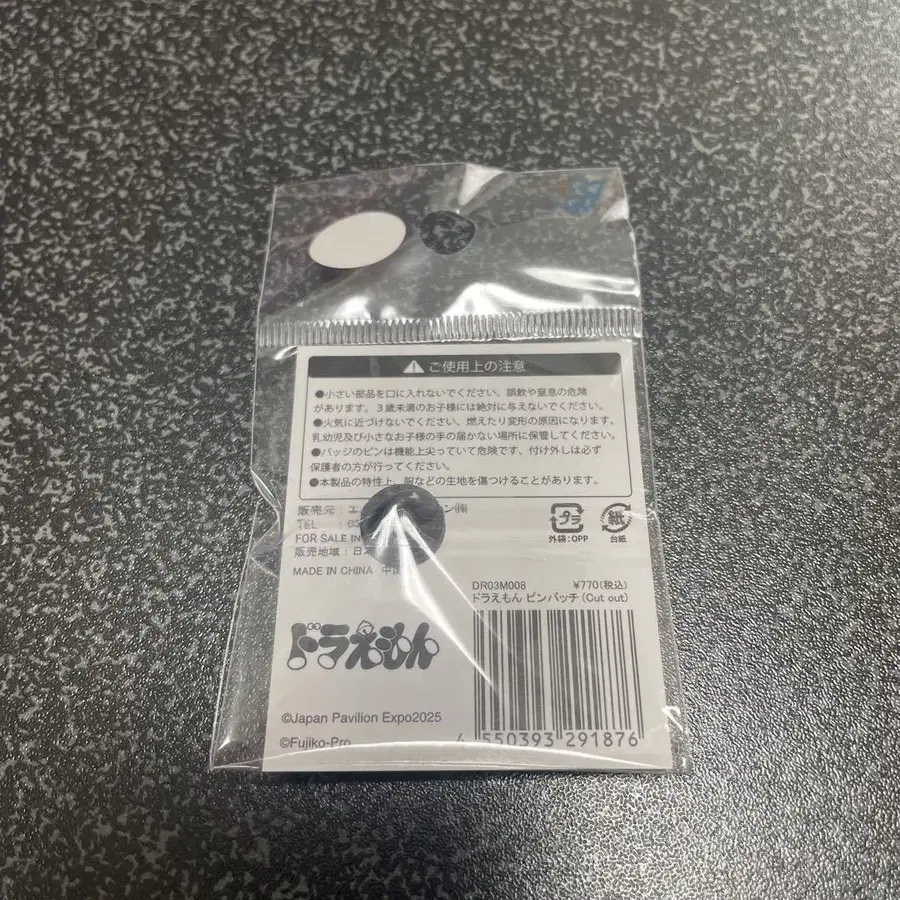 ご使用上の注意
●小さい部品を口に入れないでください、誤飲や窒息の危険
があります。3歳未満のお子様には絶対に与えないでください。
●火気に近づけないでください、燃えたり変形の原因になります。
乳幼児及び小さなお子様の手の届かない場所に保管してください。
●バッジのピンは機能上尖っていて危険です、付け外しは必ず
保護者の方が行ってください。
●本製品の特性上、服などの生地を傷つけることがあります。
販売元：エ ン㈲
TEL ：03
FOR SALE IN
販売地域：日
MADE IN CHINA 中
プラ
外袋：OPP
紙
台紙
DR03M008 ¥770(税込)
ドラえもん ピンバッチ (Cut out)
ドラえもん
©Japan Pavilion Expo2025
©Fujiko-Pro
4 550393 291876